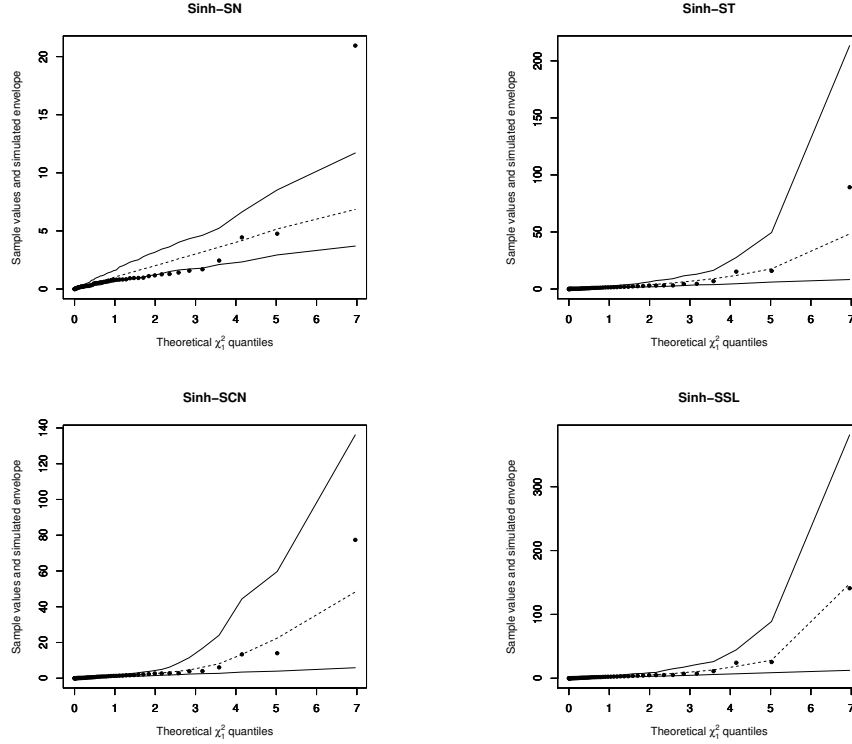 Sinh−SN
Sample values and simulated envelope
0 5 10 15 20
0 1 2 3 4 5 6 7
Theoretical χ²₁ quantiles
Sinh−ST
Sample values and simulated envelope
0 50 100 150 200
0 1 2 3 4 5 6 7
Theoretical χ²₁ quantiles
Sinh−SCN
Sample values and simulated envelope
0 20 40 60 80 100 120 140
0 1 2 3 4 5 6 7
Theoretical χ²₁ quantiles
Sinh−SSL
Sample values and simulated envelope
0 100 200 300
0 1 2 3 4 5 6 7
Theoretical χ²₁ quantiles